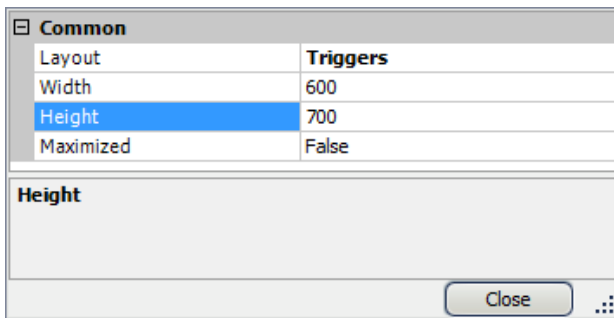 Common
Layout Triggers
Width 600
Height 700
Maximized False
Height
Close